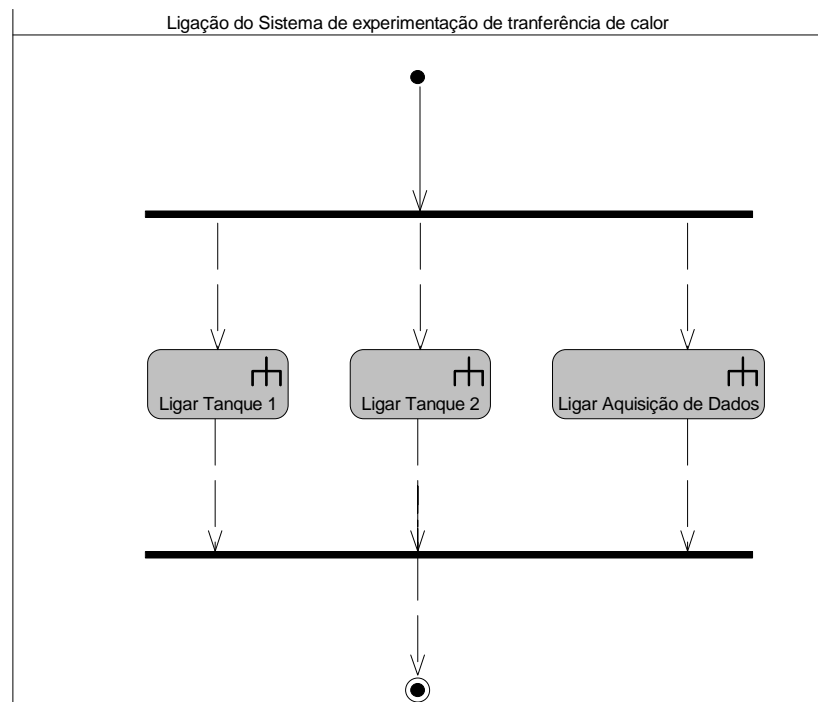 Ligação do Sistema de experimentação de tranferência de calor
Ligar Tanque 1
Ligar Tanque 2
Ligar Aquisição de Dados